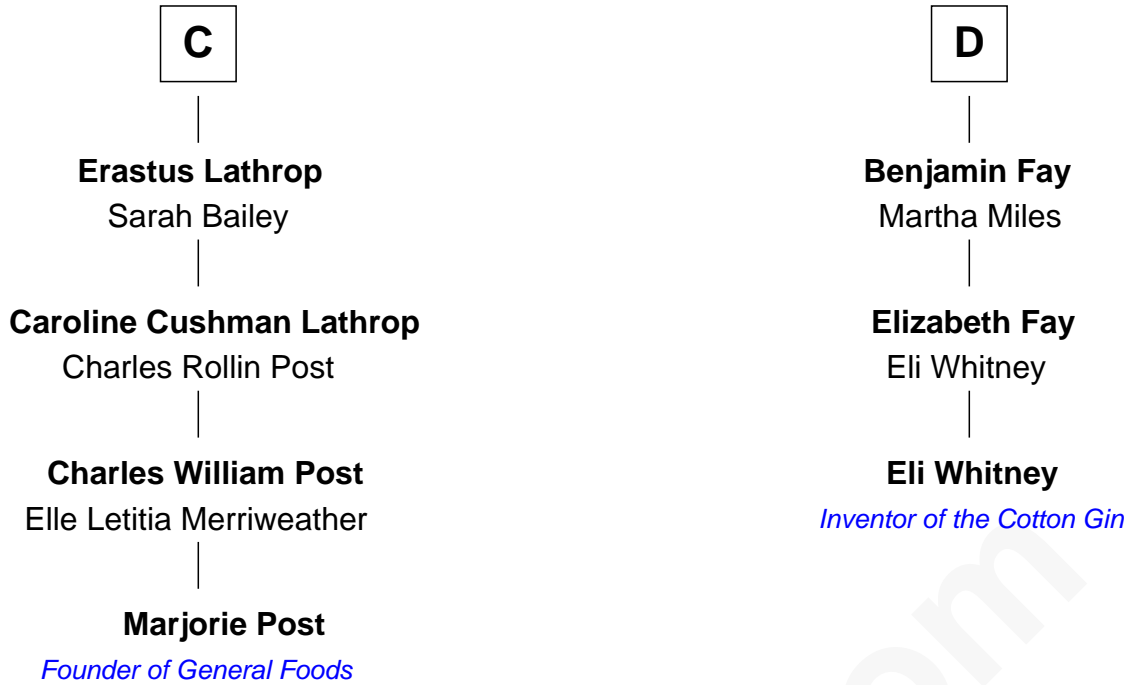 C
Erastus Lathrop
Sarah Bailey
Caroline Cushman Lathrop
Charles Rollin Post
Charles William Post
Elle Letitia Merriweather
Marjorie Post
Founder of General Foods
D
Benjamin Fay
Martha Miles
Elizabeth Fay
Eli Whitney
Eli Whitney
Inventor of the Cotton Gin
om